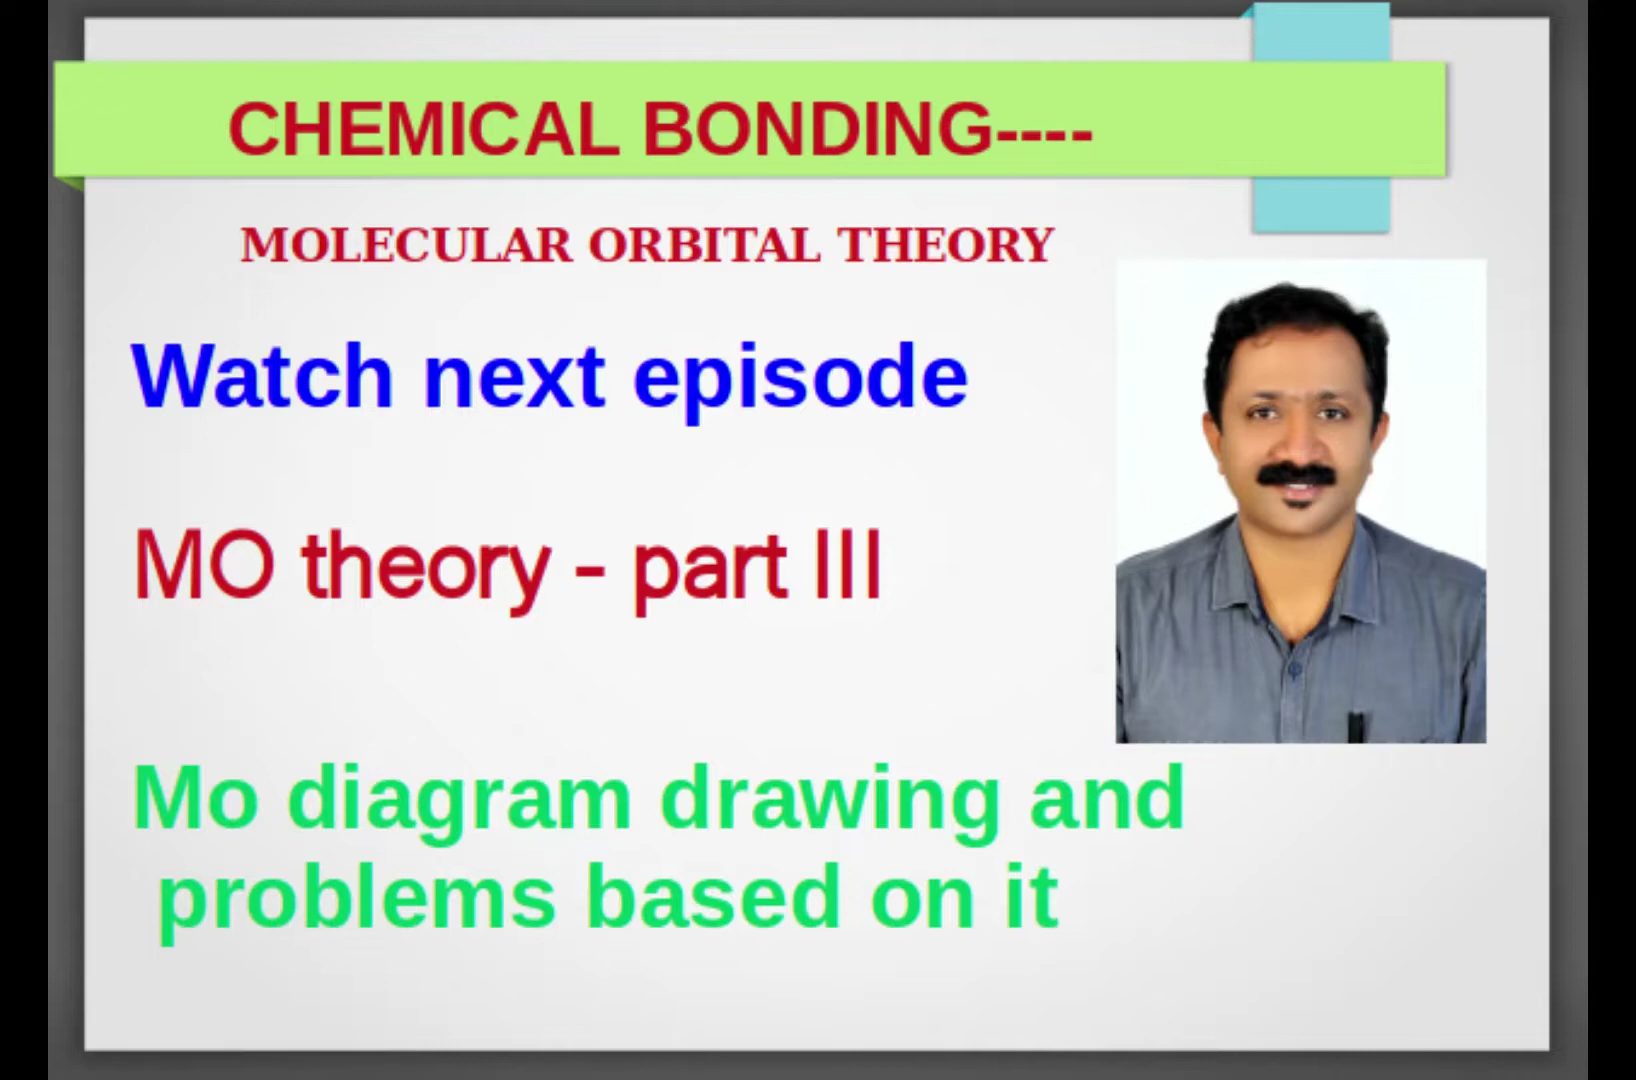 CHEMICAL BONDING----
MOLECULAR ORBITAL THEORY
Watch next episode
MO theory - part III
Mo diagram drawing and
problems based on it